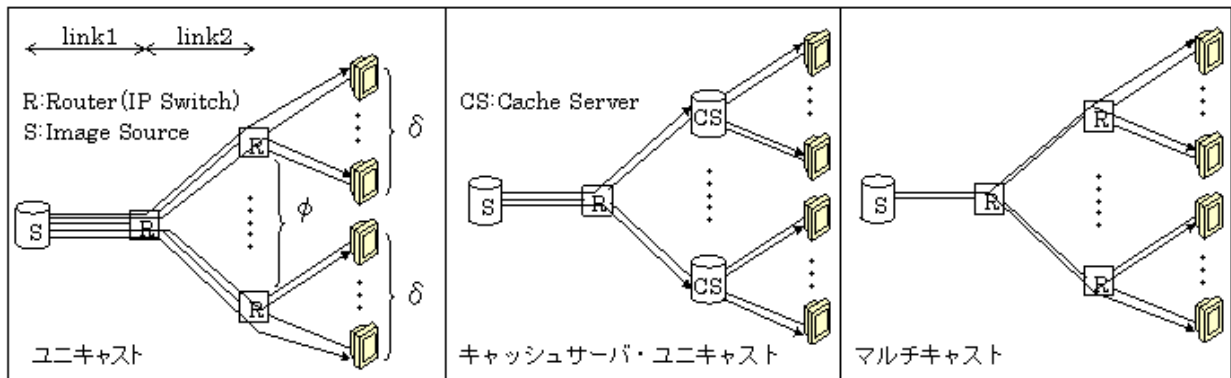 link1 link2
R:Router(IP Switch)
S:Image Source
R
δ
S
R
φ
R
δ
ユニキャスト
CS:Cache Server
CS
S
R
CS
キャッシュサーバ・ユニキャスト
R
S
R
R
マルチキャスト